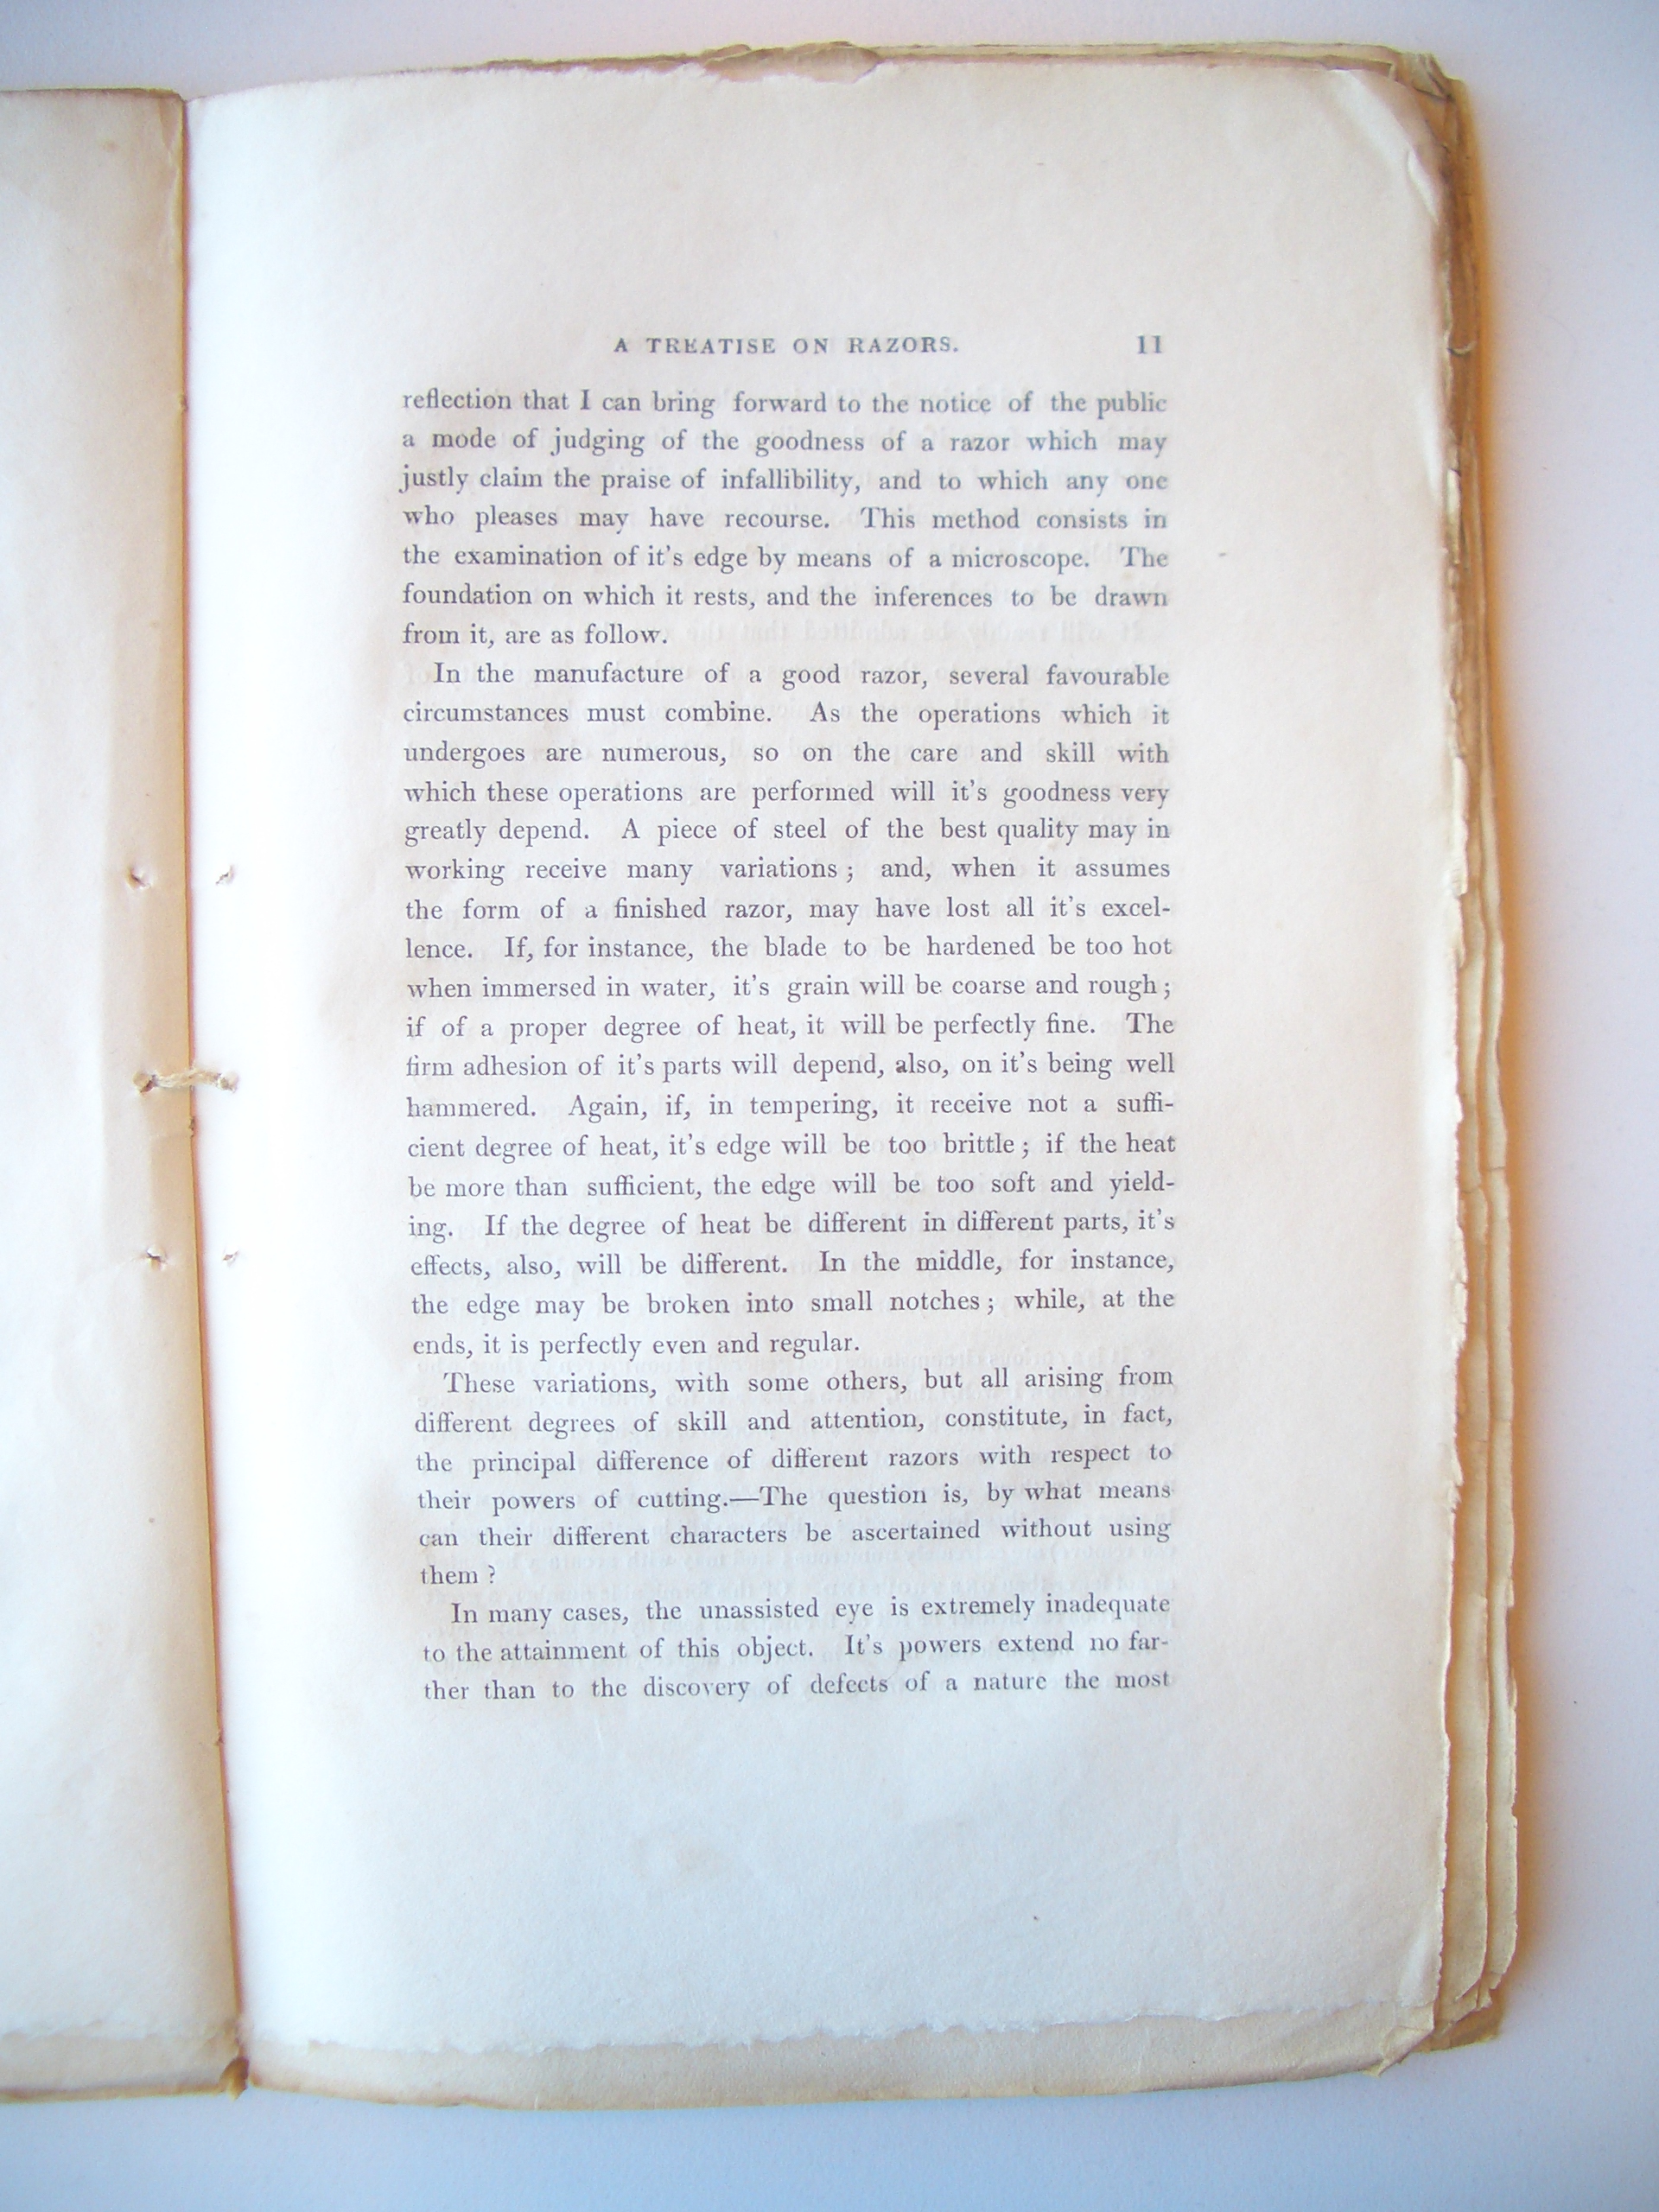 A TREATISE ON RAZORS. 11
reflection that I can bring forward to the notice of the public
a mode of judging of the goodness of a razor which may
justly claim the praise of infallibility, and to which any one
who pleases may have recourse. This method consists in
the examination of it's edge by means of a microscope. The
foundation on which it rests, and the inferences to be drawn
from it, are as follow.
In the manufacture of a good razor, several favourable
circumstances must combine. As the operations which it
undergoes are numerous, so on the care and skill with
which these operations are performed will it's goodness very
greatly depend. A piece of steel of the best quality may in
working receive many variations ; and, when it assumes
the form of a finished razor, may have lost all it's excel-
lence. If, for instance, the blade to be hardened be too hot
when immersed in water, it's grain will be coarse and rough ;
if of a proper degree of heat, it will be perfectly fine. The
firm adhesion of it's parts will depend, also, on it's being well
hammered. Again, if, in tempering, it receive not a suffi-
cient degree of heat, it's edge will be too brittle ; if the heat
be more than sufficient, the edge will be too soft and yield-
ing. If the degree of heat be different in different parts, it's
effects, also, will be different. In the middle, for instance,
the edge may be broken into small notches ; while, at the
ends, it is perfectly even and regular.
These variations, with some others, but all arising from
different degrees of skill and attention, constitute, in fact,
the principal difference of different razors with respect to
their powers of cutting.—The question is, by what means
can their different characters be ascertained without using
them ?
In many cases, the unassisted eye is extremely inadequate
to the attainment of this object. It's powers extend no far-
ther than to the discovery of defects of a nature the most